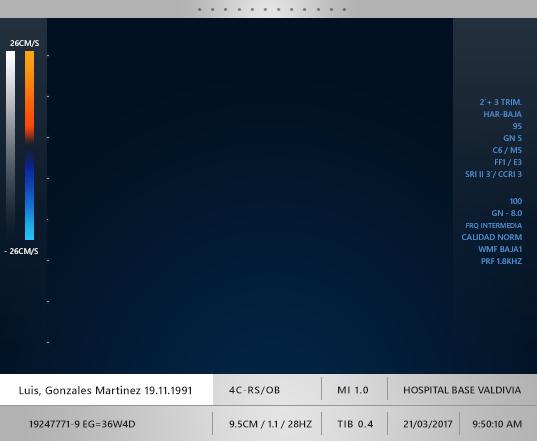 26CM/S
- 26CM/S
2˚+ 3 TRIM.
HAR-BAJA
95
GN 5
C6 / M5
FF1 / E3
SRI II 3˚/ CCRI 3
100
GN - 8.0
FRQ INTERMEDIA
CALIDAD NORM
WMF BAJA1
PRF 1.8KHZ
Luis, Gonzales Martinez 19.11.1991
4C-RS/OB
MI 1.0
HOSPITAL BASE VALDIVIA
19247771-9 EG=36W4D
9.5CM / 1.1 / 28HZ
TIB 0.4
21/03/2017
9:50:10 AM